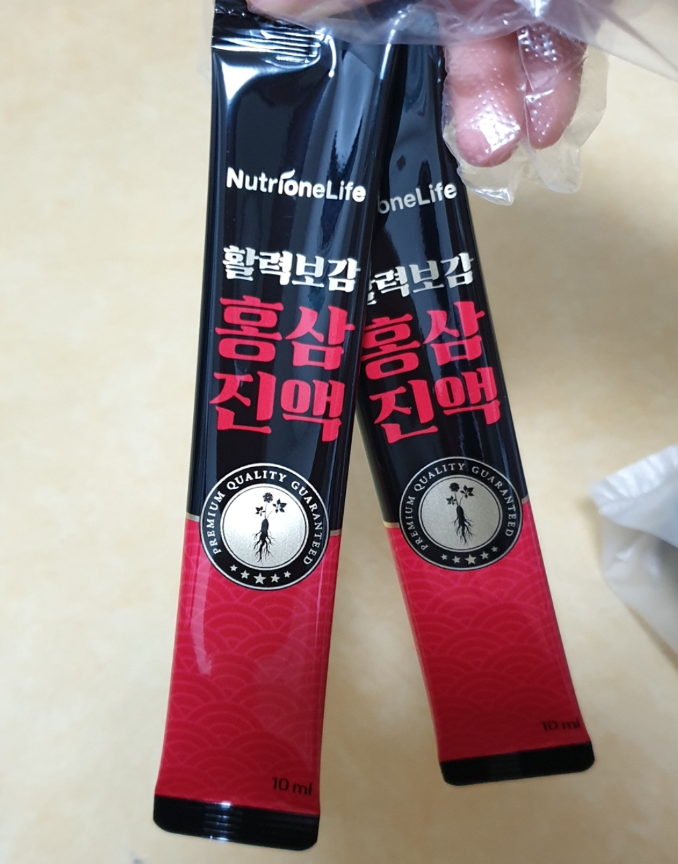 NutrioneLife
활력보감
홍삼
진액
PREMIUM QUALITY GUARANTEED
10 ml
oneLife
력보감
홍삼
진액
PREMIUM QUALITY GUARANTEED
10 ml